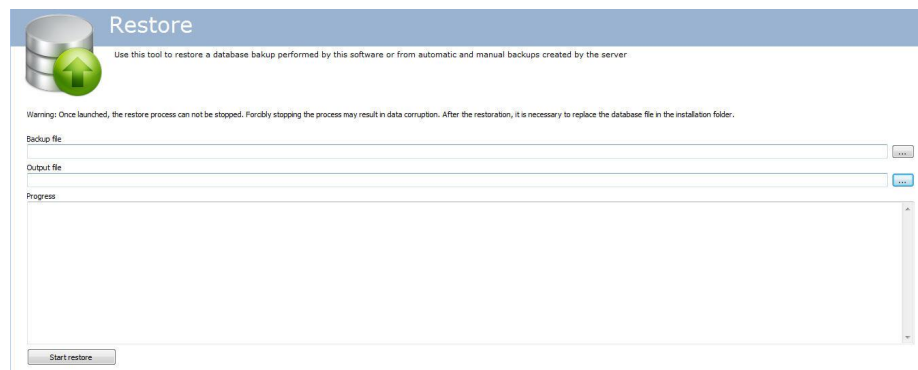 Restore
Use this tool to restore a database bakup performed by this software or from automatic and manual backups created by the server
Warning: Once launched, the restore process can not be stopped. Forcibly stopping the process may result in data corruption. After the restoration, it is necessary to replace the database file in the installation folder.
Backup file
...
Output file
...
Progress
Start restore